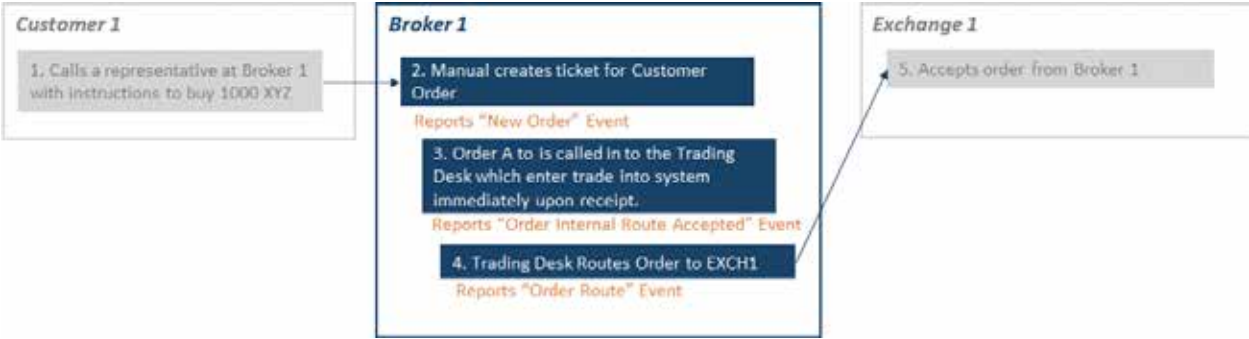 Customer 1
1. Calls a representative at Broker 1
with instructions to buy 1000 XYZ
Broker 1
2. Manual creates ticket for Customer
Order
Reports "New Order" Event
3. Order A to is called in to the Trading
Desk which enter trade into system
immediately upon receipt.
Reports "Order Internal Route Accepted" Event
4. Trading Desk Routes Order to EXCH1
Reports "Order Route" Event
Exchange 1
5. Accepts order from Broker 1